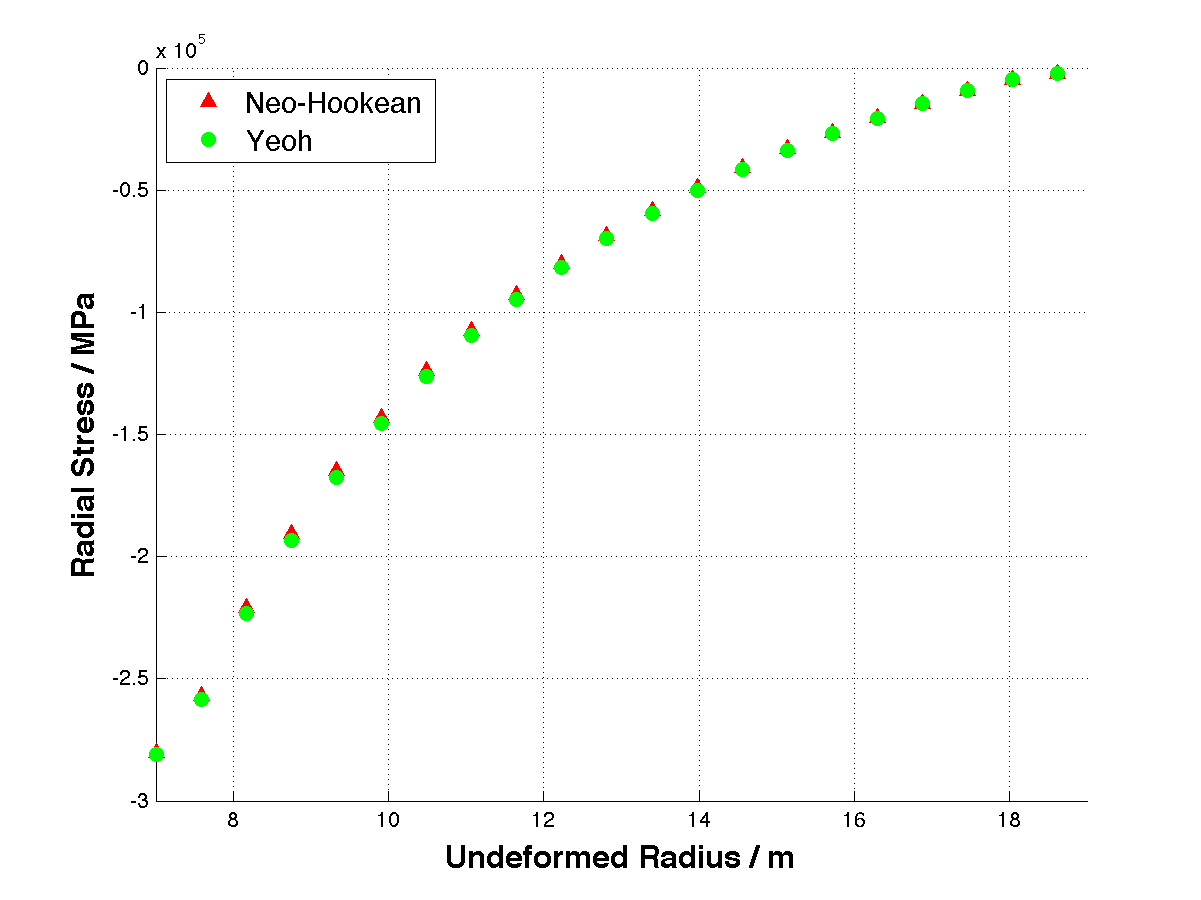 x 10^5
0
-0.5
-1
-1.5
-2
-2.5
-3
Neo-Hookean
Yeoh
Radial Stress / MPa
8 10 12 14 16 18
Undeformed Radius / m